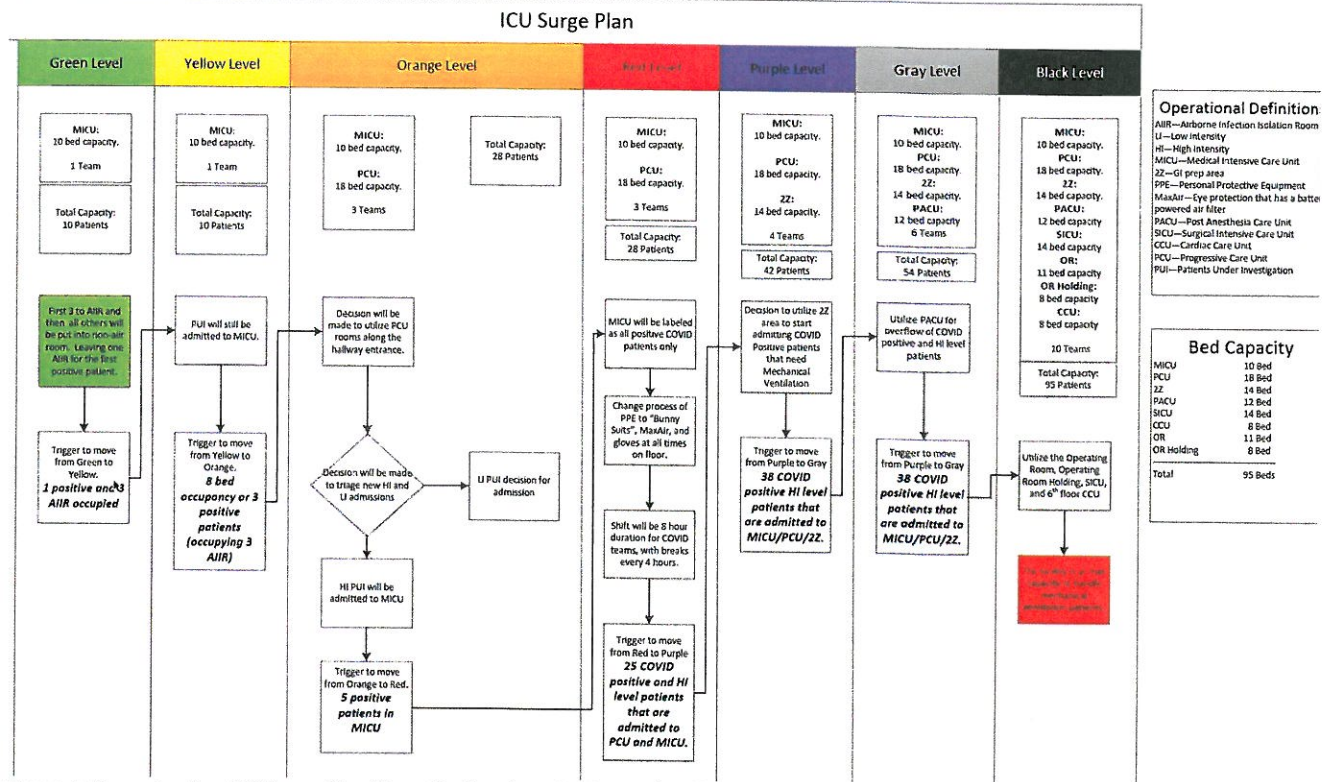 ICU Surge Plan
Green Level
Yellow Level
Orange Level
Red Level
Purple Level
Gray Level
Black Level
MICU:
10 bed capacity.
1 Team
Total Capacity:
10 Patients
First 3 to AIIR and
then all others will
be put into non-air
room. Leaving one
AIIR for the first
positive patient.
Trigger to move
from Green to
Yellow.
1 positive and 3
AIIR occupied
MICU:
10 bed capacity.
1 Team
Total Capacity:
10 Patients
PUI will still be
admitted to MICU.
Trigger to move
from Yellow to
Orange.
8 bed
occupancy or 3
positive
patients
(occupying 3
AIIR)
MICU:
10 bed capacity.
PCU:
18 bed capacity.
3 Teams
Total Capacity:
28 Patients
Decision will be
made to utilize PCU
rooms along the
hallway entrance.
Decision will be made
to triage new HI and
LI admissions
LI PUI decision for
admission
HI PUI will be
admitted to MICU
Trigger to move
from Orange to Red.
5 positive
patients in
MICU
MICU:
10 bed capacity.
PCU:
18 bed capacity.
3 Teams
Total Capacity:
28 Patients
MICU will be labeled
as all positive COVID
patients only
Change process of
PPE to "Bunny
Suits", MaxAir, and
gloves at all times
on floor.
Shift will be 8 hour
duration for COVID
teams, with breaks
every 4 hours.
Trigger to move
from Red to Purple
25 COVID
positive and HI
level patients
that are
admitted to
PCU and MICU.
MICU:
10 bed capacity.
PCU:
18 bed capacity.
2Z:
14 bed capacity.
4 Teams
Total Capacity:
42 Patients
Decision to utilize 2Z
area to start
admitting COVID
Positive patients
that need
Mechanical
Ventilation
Trigger to move
from Purple to Gray
38 COVID
positive HI level
patients that
are admitted to
MICU/PCU/2Z.
MICU:
10 bed capacity.
PCU:
18 bed capacity.
2Z:
14 bed capacity.
PACU:
12 bed capacity
6 Teams
Total Capacity:
54 Patients
Utilize PACU for
overflow of COVID
positive and HI level
patients
Trigger to move
from Purple to Gray
38 COVID
positive HI level
patients that
are admitted to
MICU/PCU/2Z.
MICU:
10 bed capacity.
PCU:
18 bed capacity.
2Z:
14 bed capacity.
PACU:
12 bed capacity
SICU:
14 bed capacity
OR:
11 bed capacity
OR Holding:
8 bed capacity
CCU:
8 bed capacity
10 Teams
Total Capacity:
95 Patients
Utilize the Operating
Room, Operating
Room Holding, SICU,
and 6th floor CCU
Operational Definition
AIIR—Airborne Infection Isolation Room
LI—Low Intensity
HI—High Intensity
MICU—Medical Intensive Care Unit
2Z—GI prep area
PPE—Personal Protective Equipment
MaxAir—Eye protection that has a batter
powered air filter
PACU—Post Anesthesia Care Unit
SICU—Surgical Intensive Care Unit
CCU—Cardiac Care Unit
PCU—Progressive Care Unit
PUI—Patients Under Investigation
Bed Capacity
MICU 10 Bed
PCU 18 Bed
2Z 14 Bed
PACU 12 Bed
SICU 14 Bed
CCU 8 Bed
OR 11 Bed
OR Holding 8 Bed
Total 95 Beds